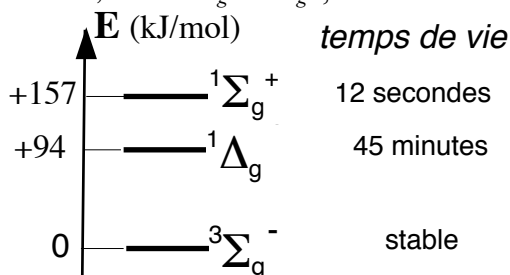 E (kJ/mol) temps de vie
+157 ¹Σg⁺ 12 secondes
+94 ¹Δg 45 minutes
0 ³Σg⁻ stable